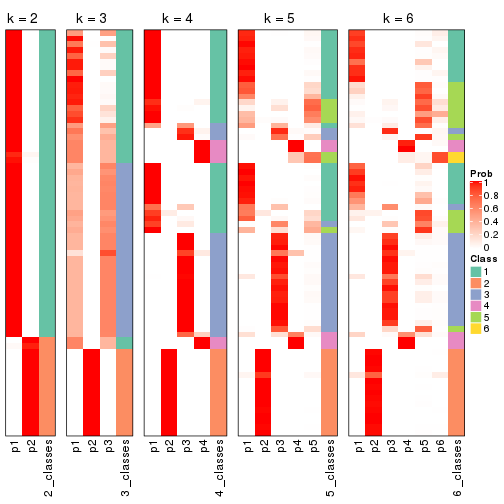 k = 2 k = 3 k = 4 k = 5 k = 6
Prob
1
0.8
0.6
0.4
0.2
0
Class
1
2
3
4
5
6
p1 p2 2_classes
p1 p2 p3 3_classes
p1 p2 p3 p4 4_classes
p1 p2 p3 p4 p5 5_classes
p1 p2 p3 p4 p5 p6 6_classes